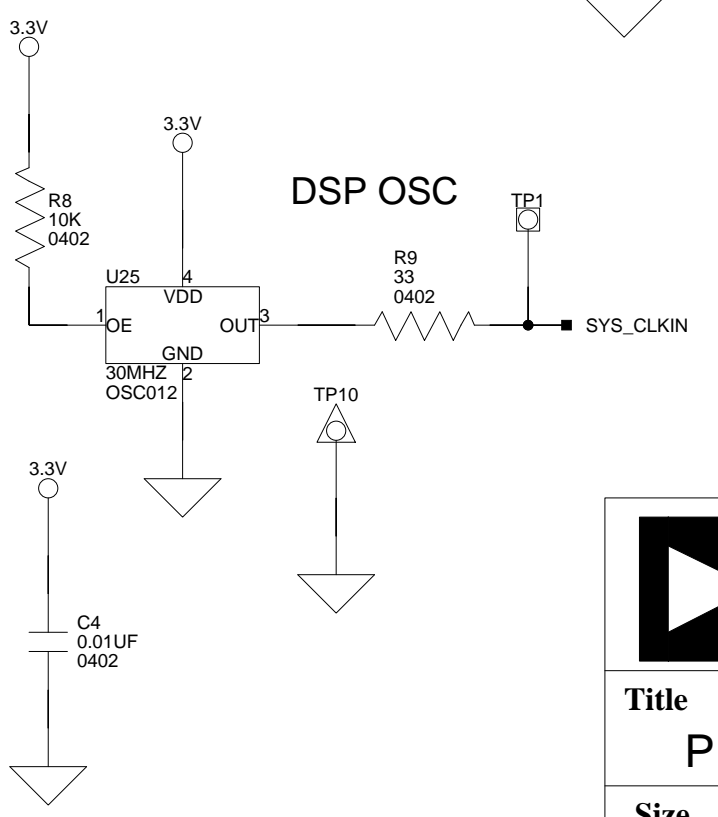 3.3V
3.3V
DSP OSC
TP1
R8
10K
0402
R9
33
0402
U25
4
VDD
1
OE
OUT
3
SYS_CLKIN
GND
2
30MHZ
OSC012
TP10
3.3V
C4
0.01UF
0402
Title
P
Size